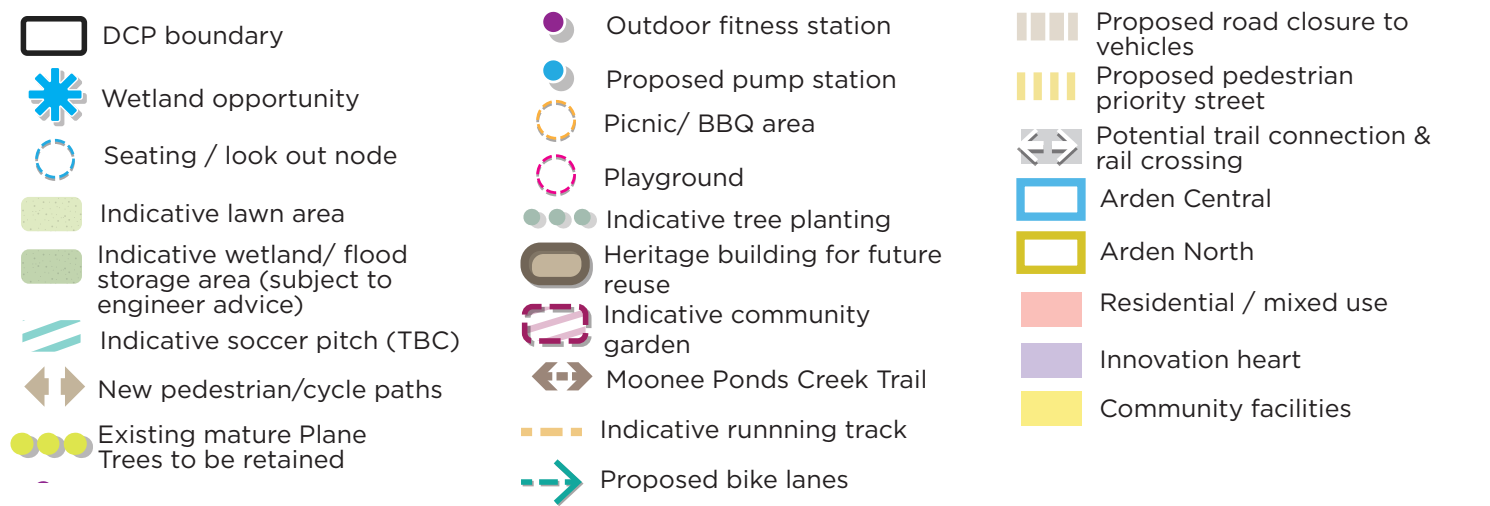 DCP boundary
Wetland opportunity
Seating / look out node
Indicative lawn area
Indicative wetland/ flood
storage area (subject to
engineer advice)
Indicative soccer pitch (TBC)
New pedestrian/cycle paths
Existing mature Plane
Trees to be retained
Outdoor fitness station
Proposed pump station
Picnic/ BBQ area
Playground
Indicative tree planting
Heritage building for future
reuse
Indicative community
garden
Moonee Ponds Creek Trail
Indicative runnning track
Proposed bike lanes
Proposed road closure to
vehicles
Proposed pedestrian
priority street
Potential trail connection &
rail crossing
Arden Central
Arden North
Residential / mixed use
Innovation heart
Community facilities